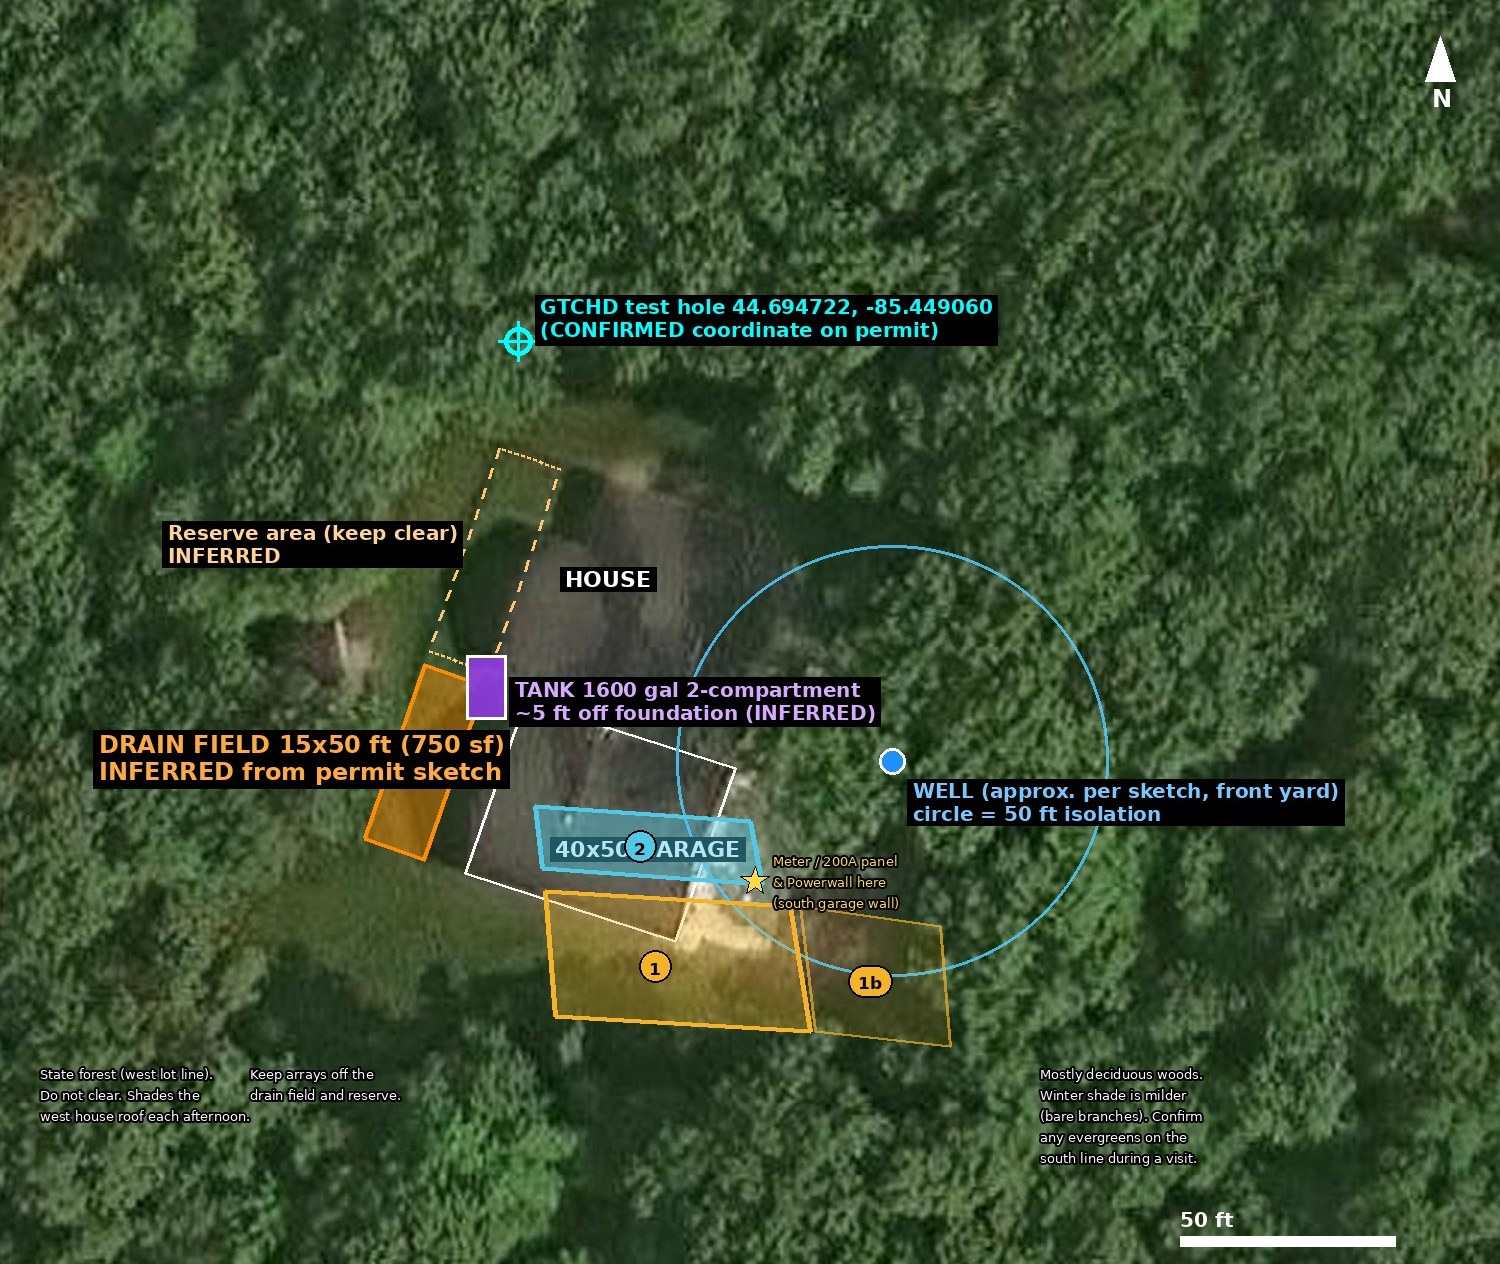 N
GTCHD test hole 44.694722, -85.449060
(CONFIRMED coordinate on permit)
Reserve area (keep clear)
INFERRED
HOUSE
TANK 1600 gal 2-compartment
~5 ft off foundation (INFERRED)
DRAIN FIELD 15x50 ft (750 sf)
INFERRED from permit sketch
WELL (approx. per sketch, front yard)
circle = 50 ft isolation
40x50 ARAGE
2
Meter / 200A panel
& Powerwall here
(south garage wall)
1
1b
State forest (west lot line).
Do not clear. Shades the
west house roof each afternoon.
Keep arrays off the
drain field and reserve.
Mostly deciduous woods.
Winter shade is milder
(bare branches). Confirm
any evergreens on the
south line during a visit.
50 ft